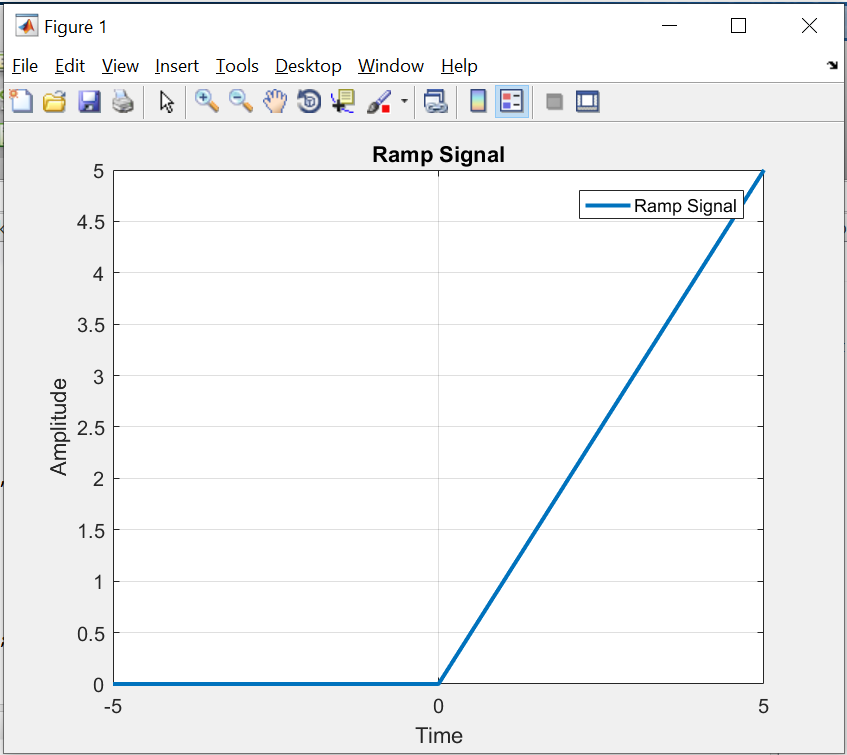 Figure 1
File Edit View Insert Tools Desktop Window Help
Ramp Signal
Ramp Signal
5
4.5
4
3.5
3
2.5
2
1.5
1
0.5
0
Amplitude
-5 0 5
Time